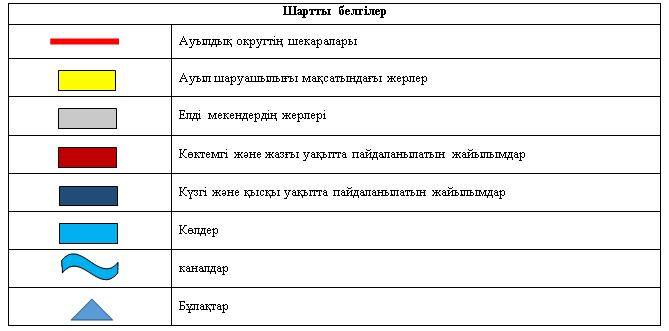 Шартты белгілер
Ауылдық округтің шекаралары
Ауыл шаруашылығы мақсатындағы жерлер
Елді мекендердің жерлері
Көктемгі және жазғы уақытта пайдаланылатын жайылымдар
Күзгі және қысқы уақытта пайдаланылатын жайылымдар
Көлдер
каналдар
Бұлақтар